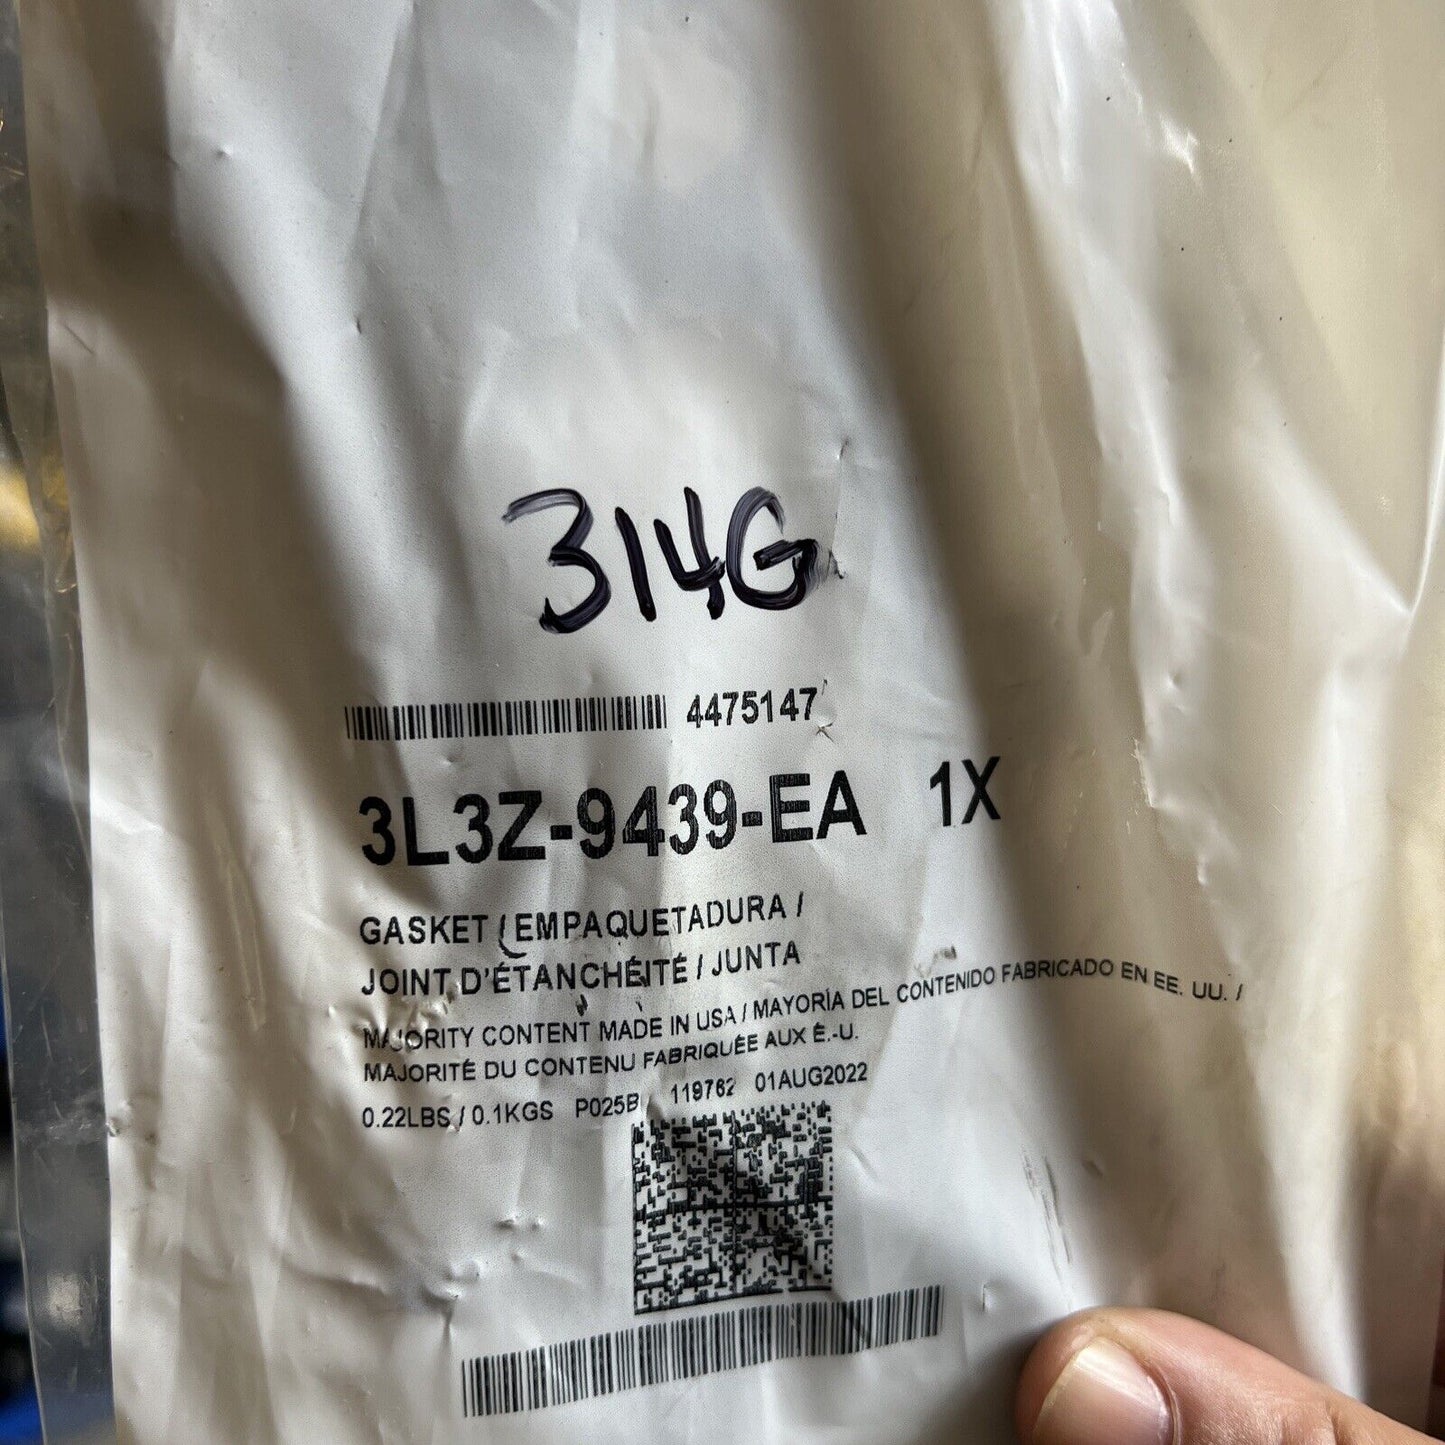 314G
4475147
3L3Z-9439-EA 1X
GASKET / EMPAQUETADURA /
JOINT D'ÉTANCHÉITÉ / JUNTA
MAJORITY CONTENT MADE IN USA / MAYORÍA DEL CONTENIDO FABRICADO EN EE. UU. /
MAJORITÉ DU CONTENU FABRIQUÉE AUX É.-U.
0.22LBS / 0.1KGS P025B 119762 01AUG2022